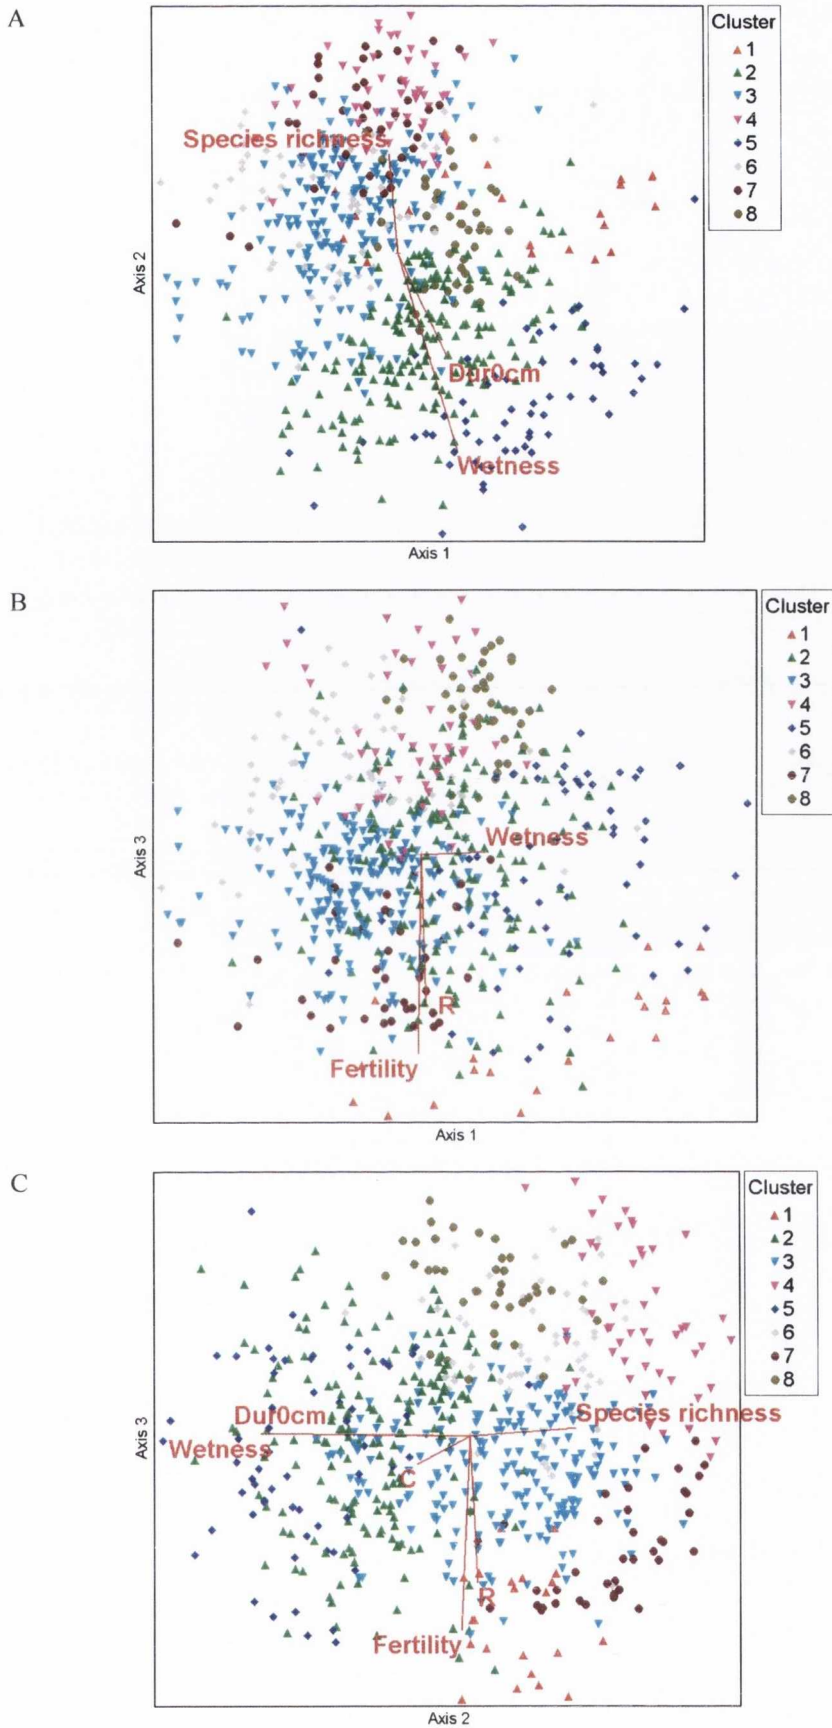 A
Cluster
1
2
3
4
5
6
7
8
Species richness
Dur0cm
Wetness
Axis 2
Axis 1
B
Cluster
1
2
3
4
5
6
7
8
Wetness
R
Fertility
Axis 3
Axis 1
C
Cluster
1
2
3
4
5
6
7
8
Dur0cm
Species richness
Wetness
C
R
Fertility
Axis 3
Axis 2